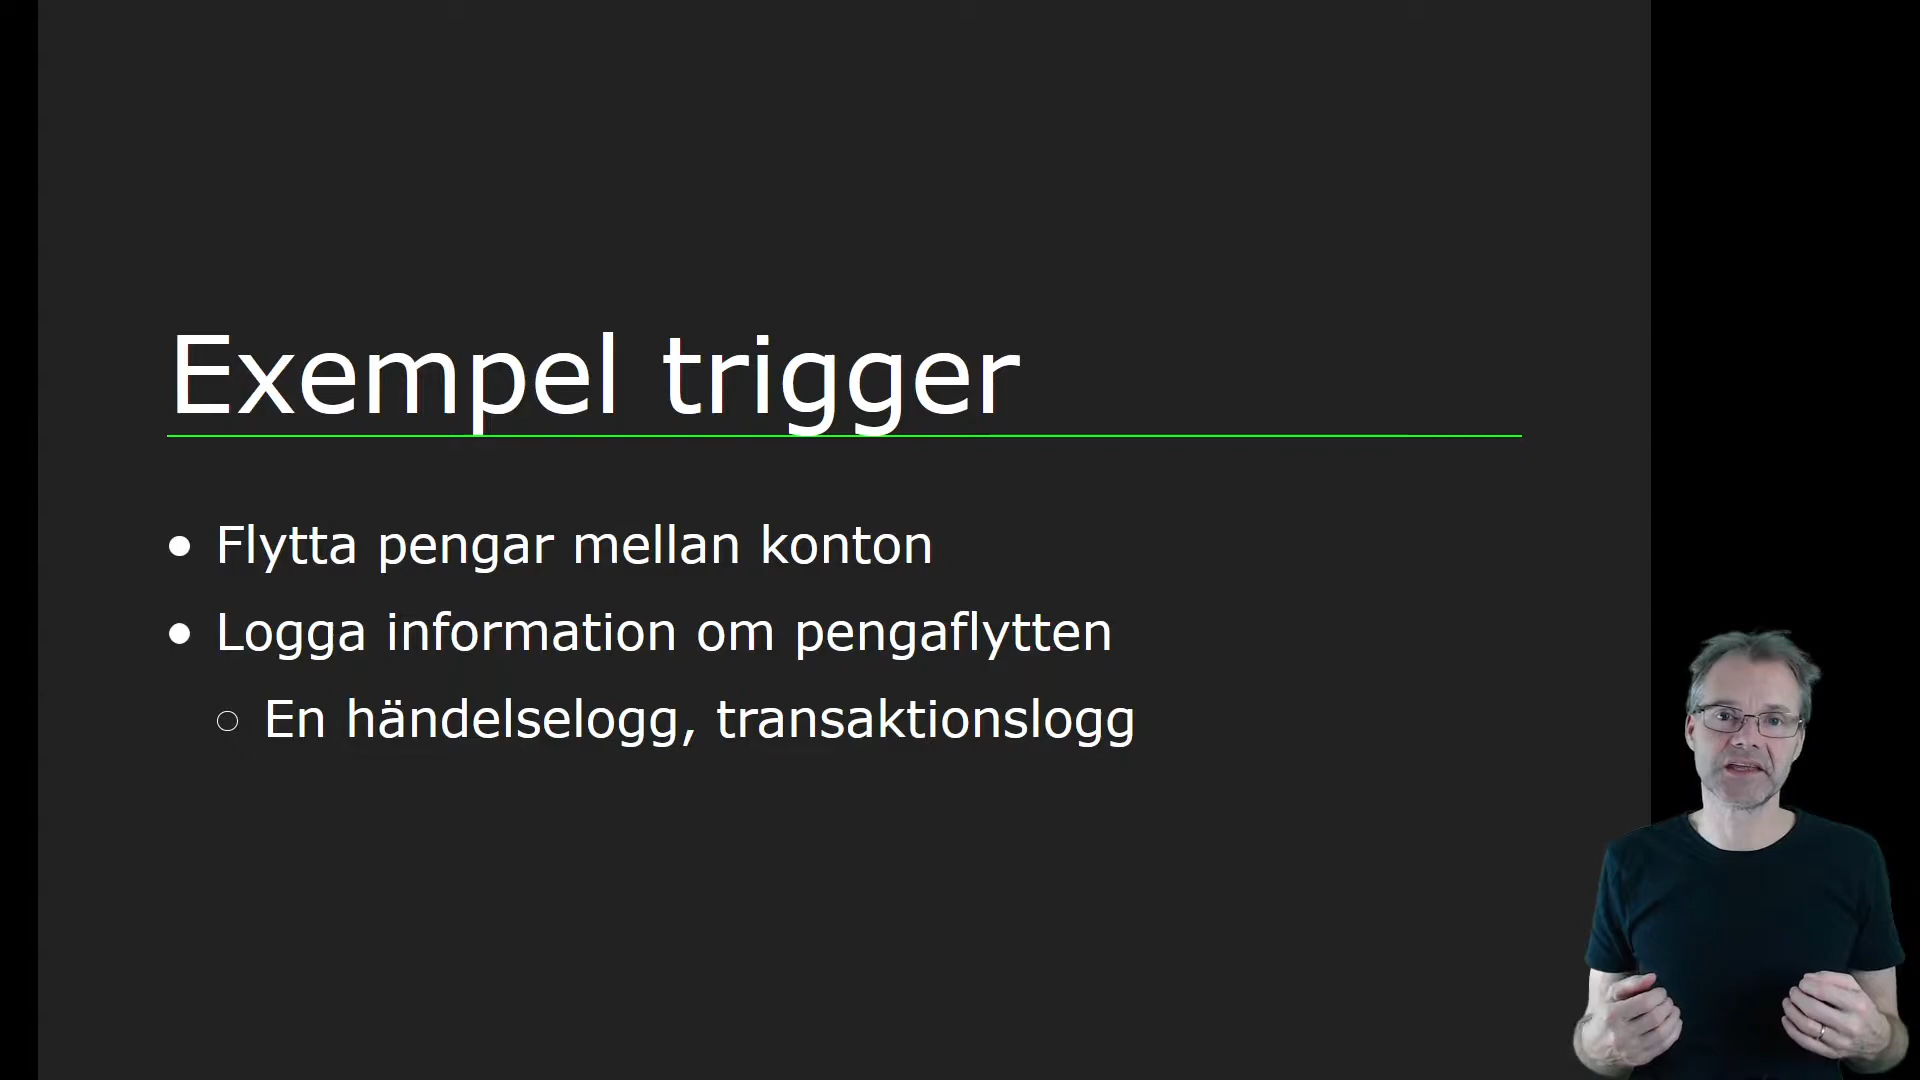 Exempel trigger
Flytta pengar mellan konton
Logga information om pengaflytten
En händelselogg, transaktionslogg